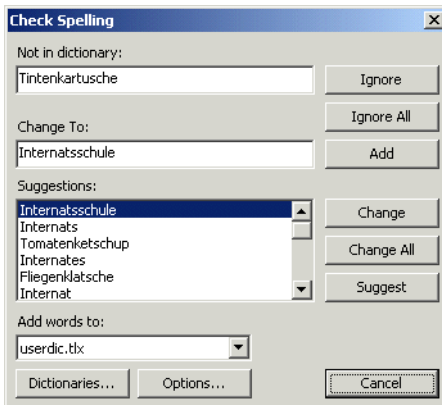 Check Spelling
Not in dictionary:
Tintenkartusche
Ignore
Ignore All
Change To:
Internatsschule
Add
Suggestions:
Internatsschule
Internats
Tomatenketschup
Internates
Fliegenklatsche
Internat
Change
Change All
Suggest
Add words to:
userdic.tlx
Dictionaries...
Options...
Cancel